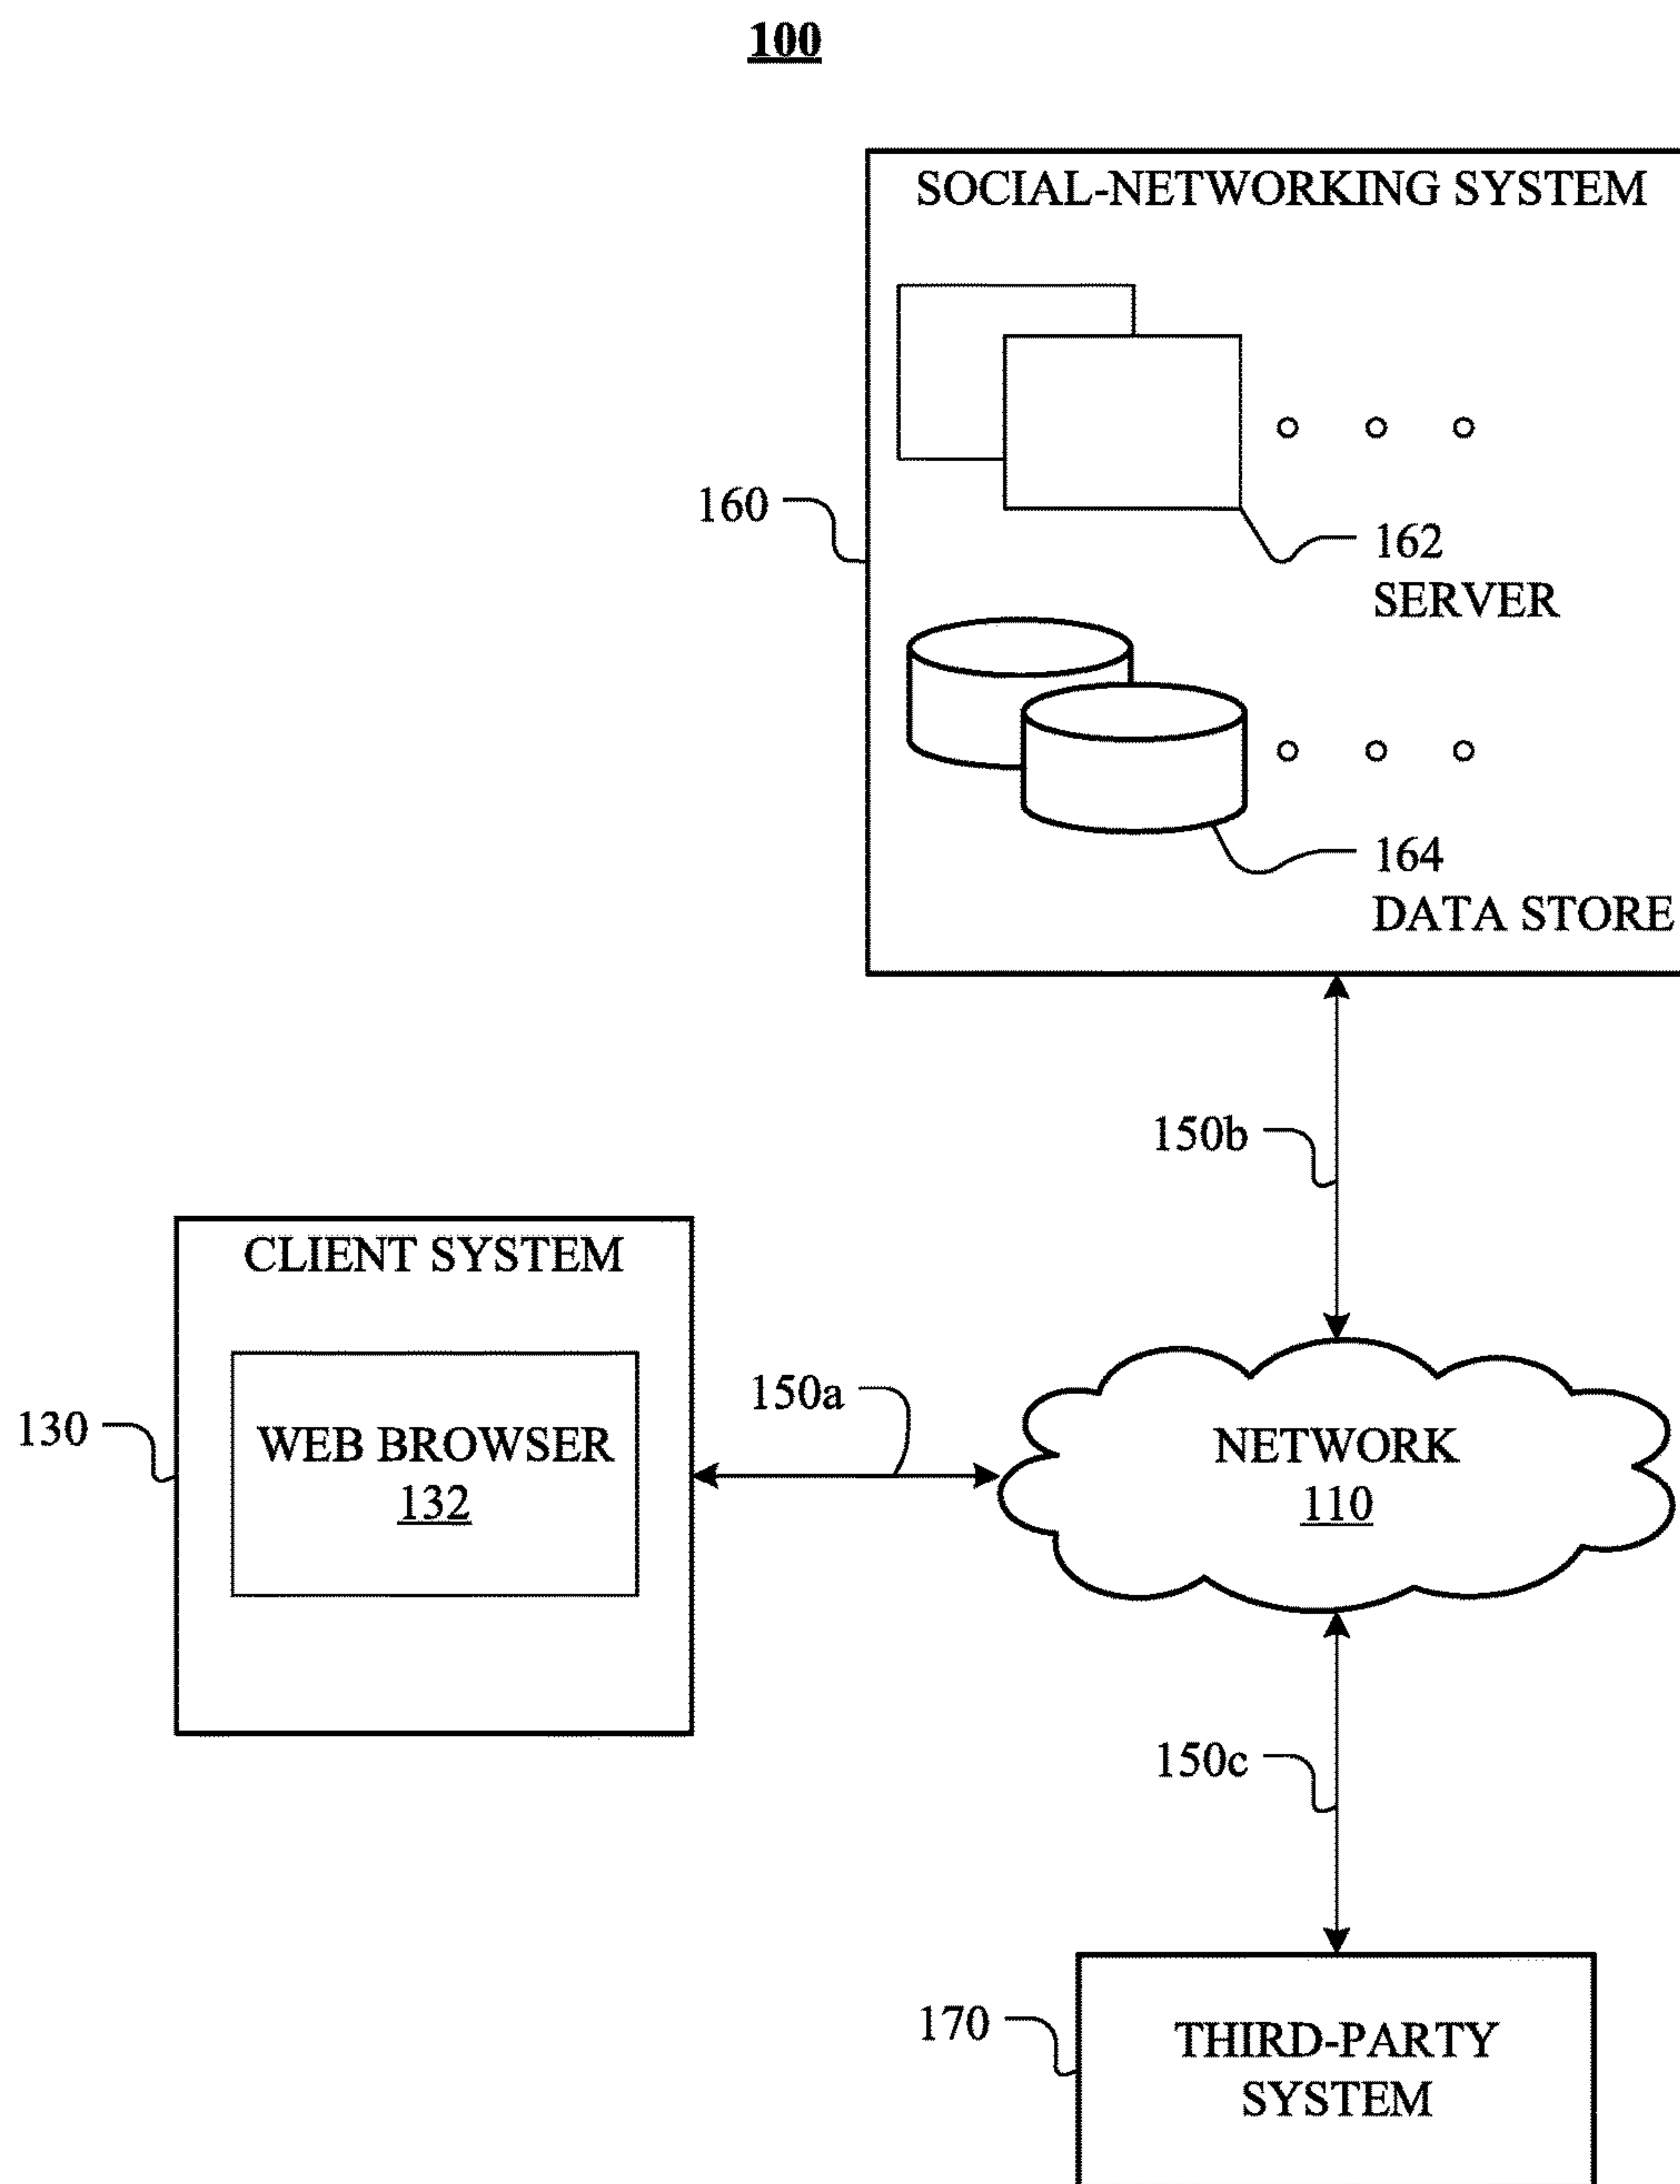 100
SOCIAL-NETWORKING SYSTEM
160
162
SERVER
164
DATA STORE
150b
CLIENT SYSTEM
WEB BROWSER
132
130
150a
NETWORK
110
150c
170
THIRD-PARTY
SYSTEM